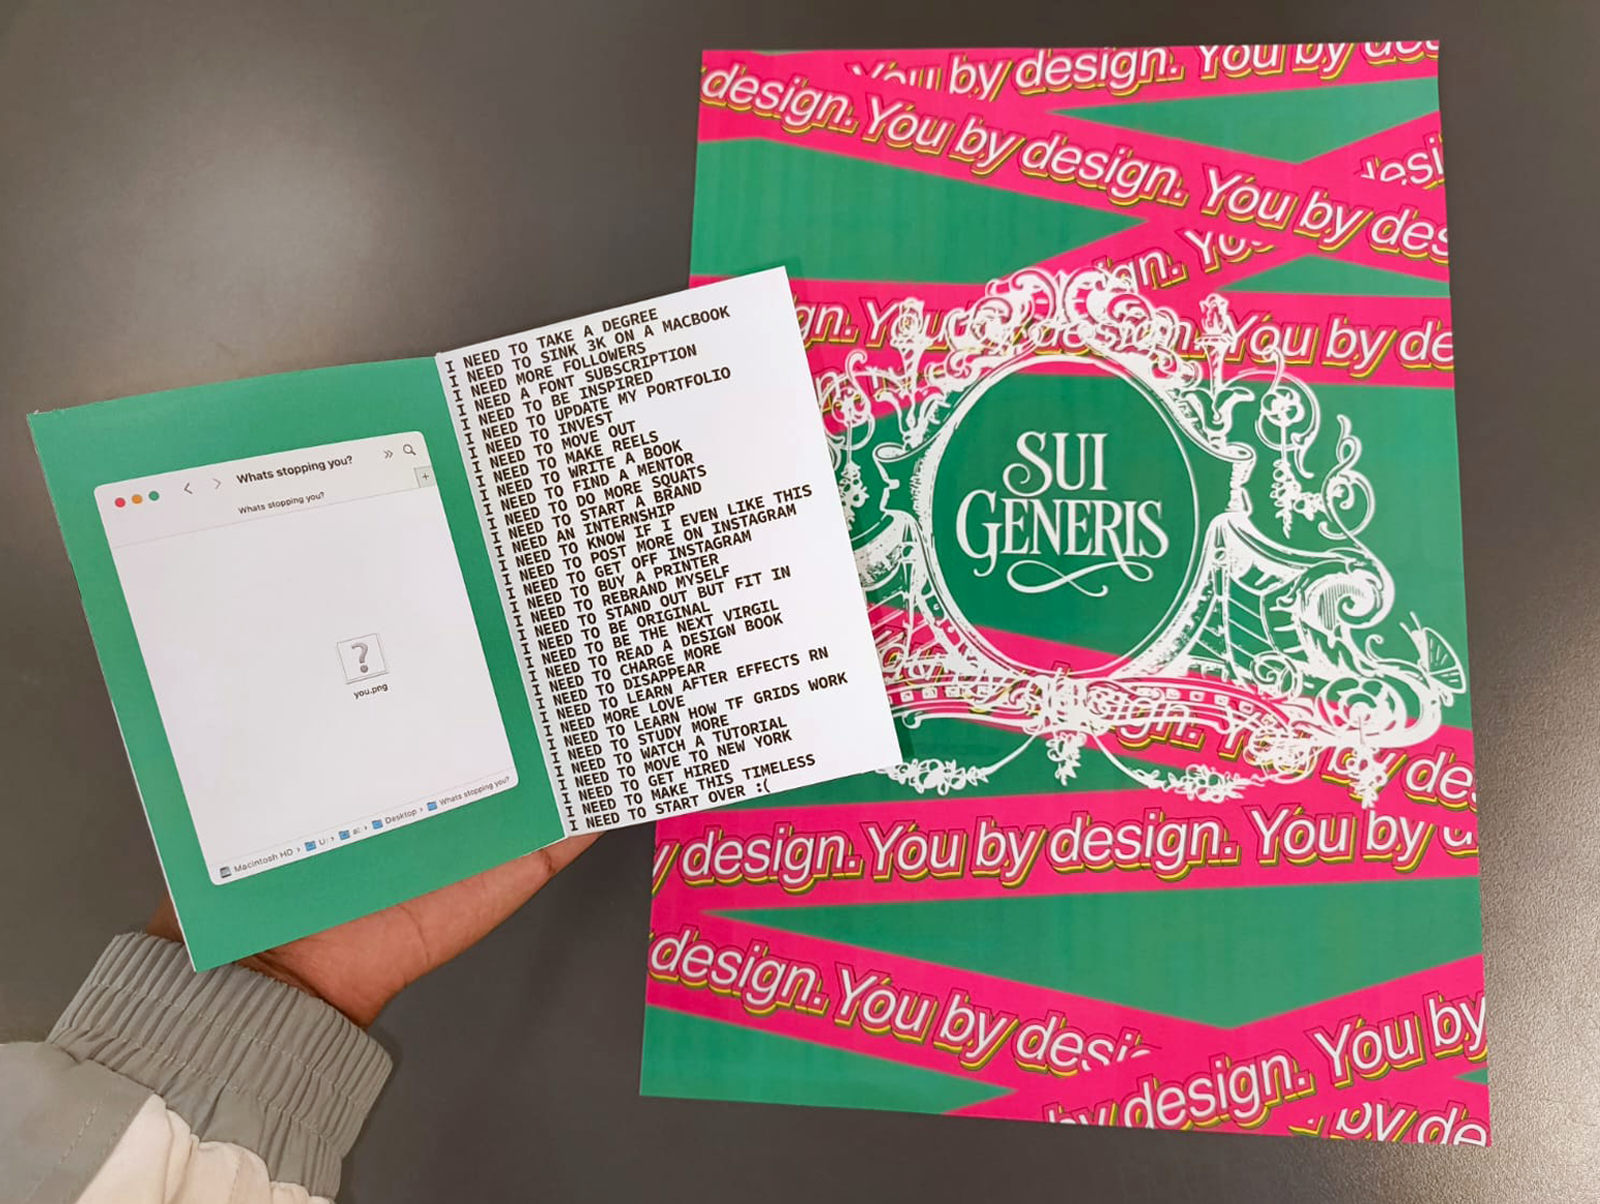 Whats stopping you?
Whats stopping you?
you.png
Macintosh HD › U › a › Desktop › Whats stopping you?
I NEED TO TAKE A DEGREE
I NEED TO SINK 3K ON A MACBOOK
I NEED MORE FOLLOWERS
I NEED A FONT SUBSCRIPTION
I NEED TO BE INSPIRED
I NEED TO UPDATE MY PORTFOLIO
I NEED TO INVEST
I NEED TO MOVE OUT
I NEED TO MAKE REELS
I NEED TO WRITE A BOOK
I NEED TO FIND A MENTOR
I NEED TO DO MORE SQUATS
I NEED TO START A BRAND
I NEED AN INTERNSHIP
I NEED TO KNOW IF I EVEN LIKE THIS
I NEED TO POST MORE ON INSTAGRAM
I NEED TO GET OFF INSTAGRAM
I NEED TO BUY A PRINTER
I NEED TO REBRAND MYSELF
I NEED TO STAND OUT BUT FIT IN
I NEED TO BE ORIGINAL
I NEED TO BE THE NEXT VIRGIL
I NEED TO READ A DESIGN BOOK
I NEED TO CHARGE MORE
I NEED TO DISAPPEAR
I NEED TO LEARN AFTER EFFECTS RN
I NEED MORE LOVE
I NEED TO LEARN HOW TF GRIDS WORK
I NEED TO STUDY MORE
I NEED TO WATCH A TUTORIAL
I NEED TO MOVE TO NEW YORK
I NEED TO GET HIRED
I NEED TO MAKE THIS TIMELESS
I NEED TO START OVER :(
You by design. You by des
design. You by design. You by des
desi
gn. Yo
gn. You by design. You by de
SUI
GENERIS
design. Yo de
y design. You by design. You by d
design. You by desi
design. You by
by design. You by de